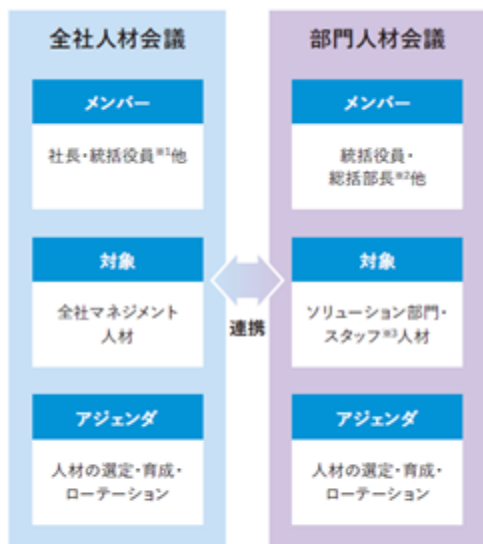 全社人材会議
メンバー
社長・統括役員※1他
対象
全社マネジメント
人材
アジェンダ
人材の選定・育成・
ローテーション
連携
部門人材会議
メンバー
統括役員・
総括部長※2他
対象
ソリューション部門・
スタッフ※3人材
アジェンダ
人材の選定・育成・
ローテーション